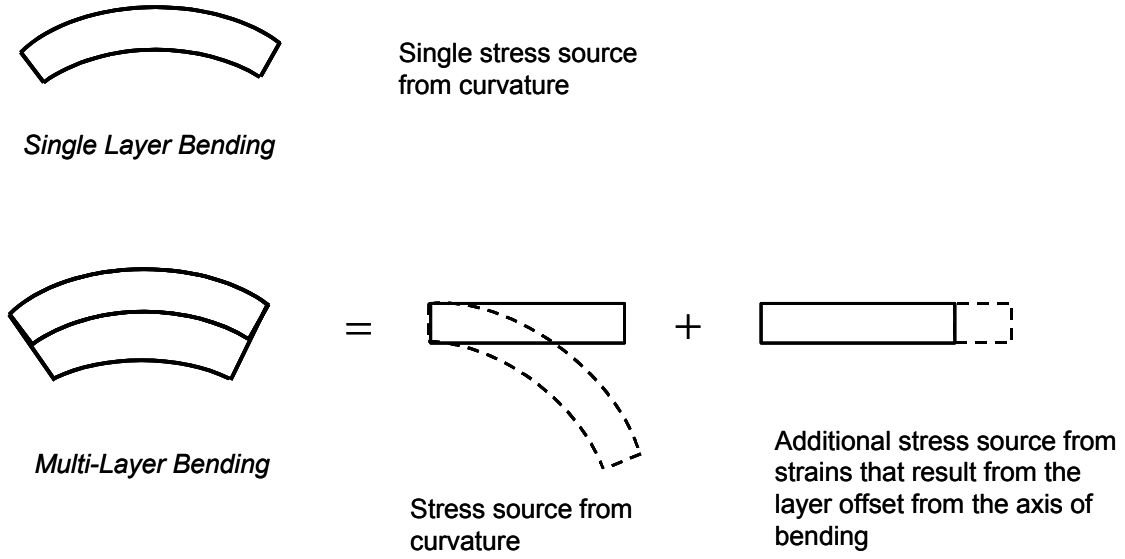 Single stress source
from curvature
Single Layer Bending
=
+
Multi-Layer Bending
Stress source from
curvature
Additional stress source from
strains that result from the
layer offset from the axis of
bending